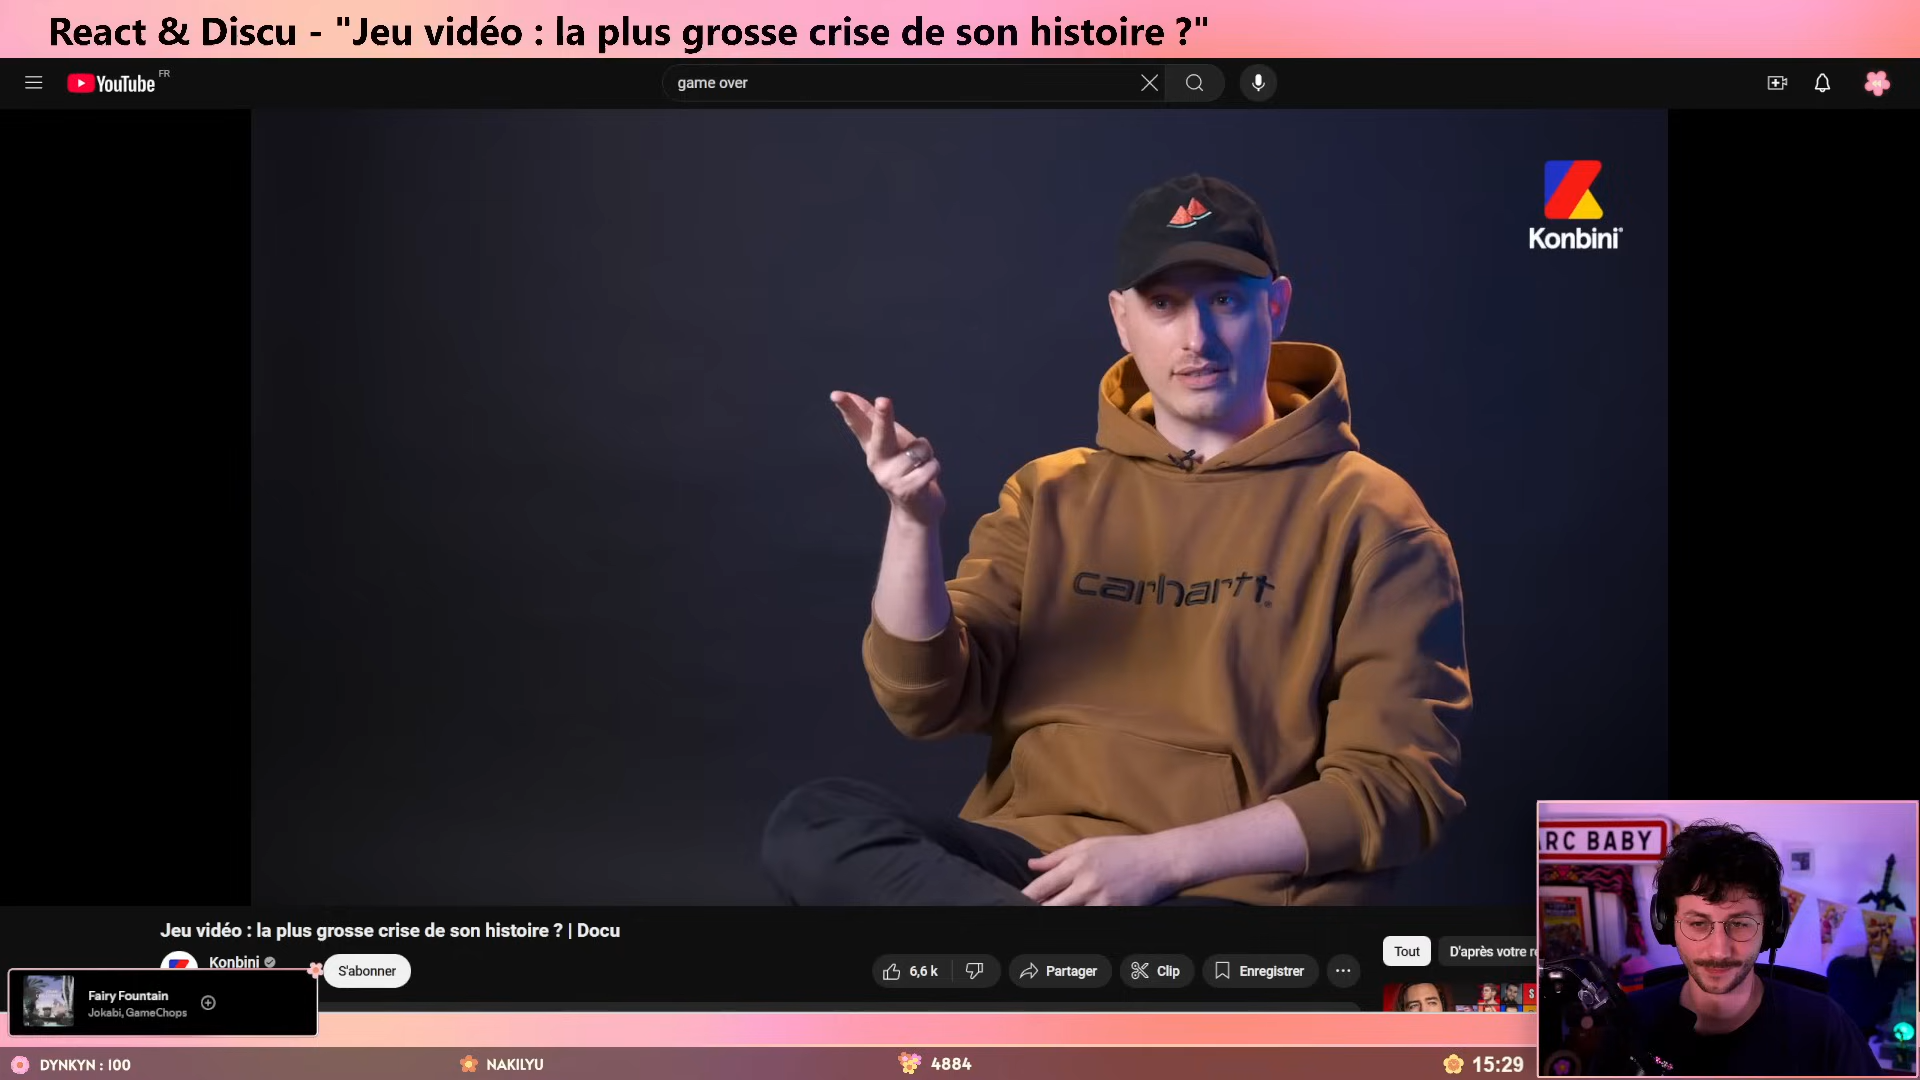 React & Discu - "Jeu vidéo : la plus grosse crise de son histoire ?"
YouTube FR
game over
Konbini
carhartt
Jeu vidéo : la plus grosse crise de son histoire ? | Docu
Konbini
S'abonner
6,6 k
Partager
Clip
Enregistrer
Tout
D'après votre re
ARC BABY
Fairy Fountain
Jokabi, GameChops
DYNKYN : 100
NAKILYU
4884
15:29